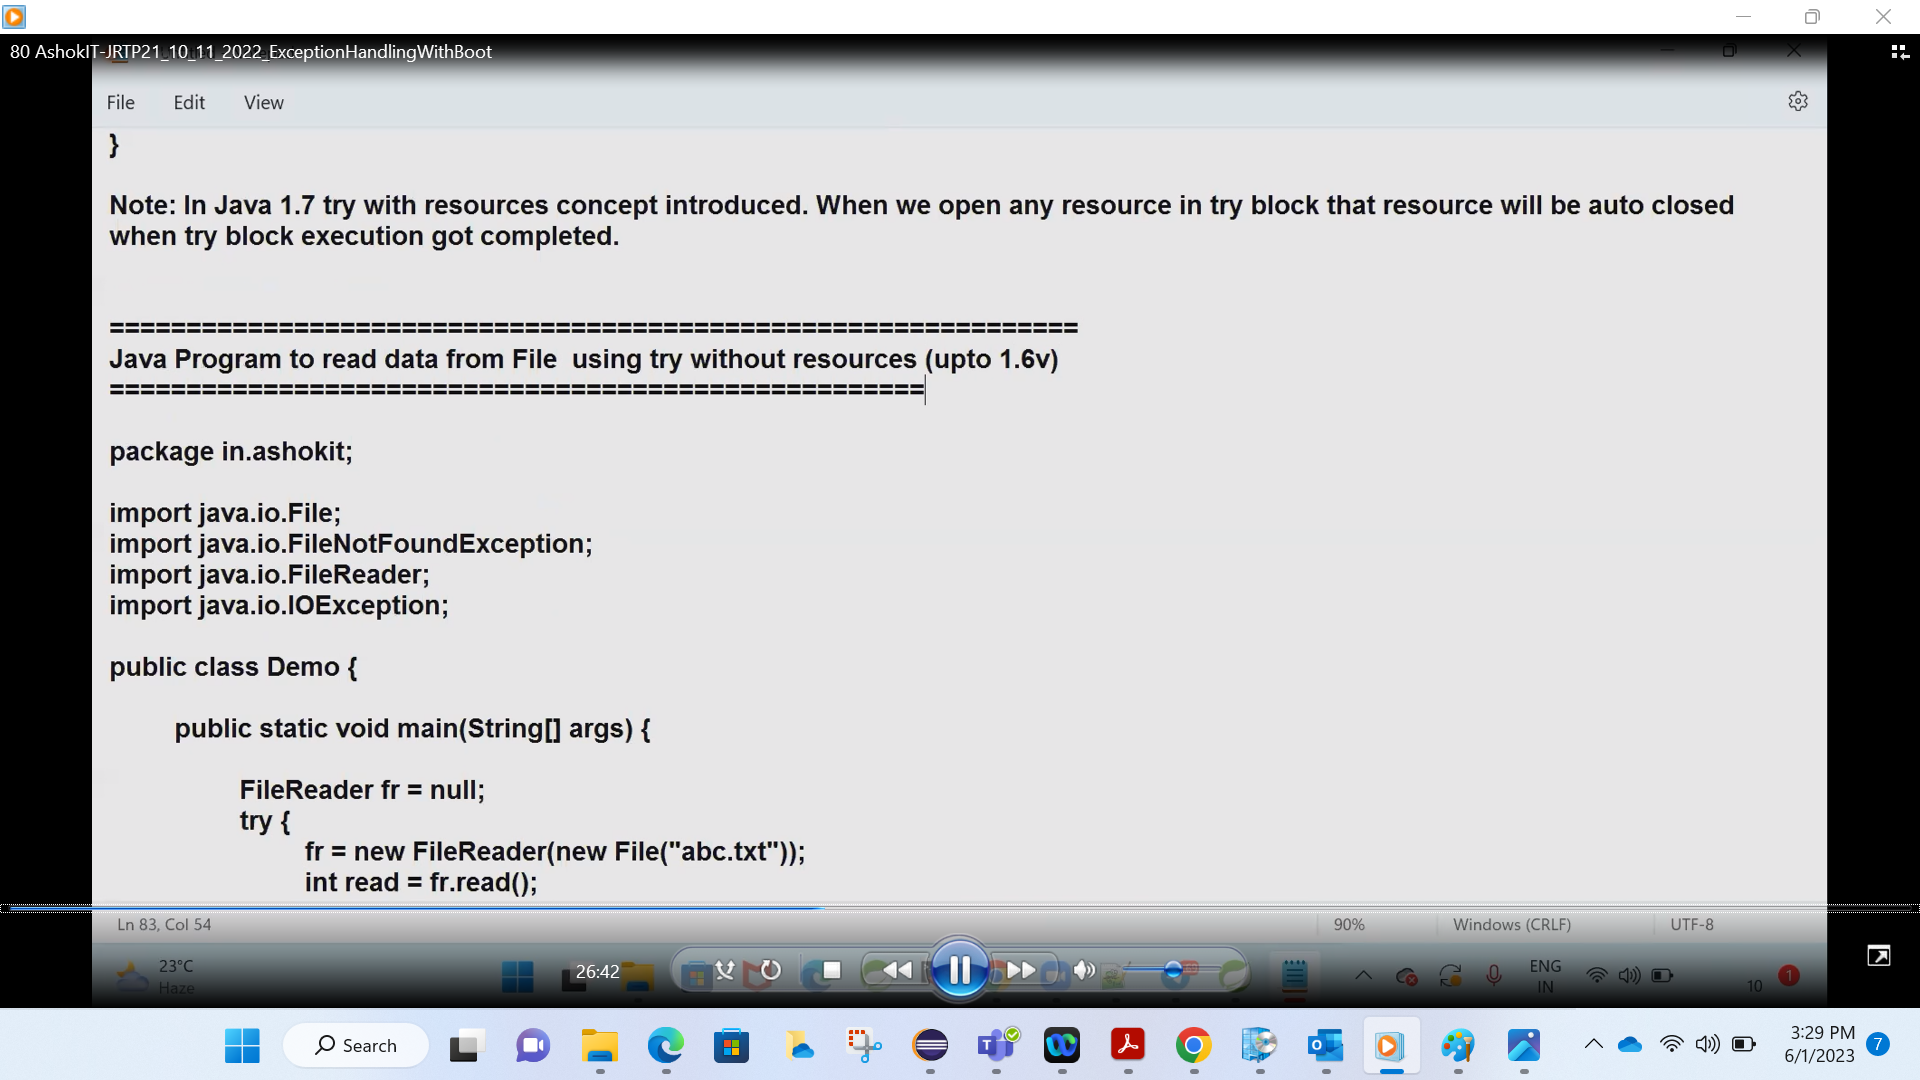 80 AshokIT-JRTP21_10_11_2022_ExceptionHandlingWithBoot
File Edit View
}
Note: In Java 1.7 try with resources concept introduced. When we open any resource in try block that resource will be auto closed
when try block execution got completed.
===============================================================
Java Program to read data from File  using try without resources (upto 1.6v)
=====================================================
package in.ashokit;
import java.io.File;
import java.io.FileNotFoundException;
import java.io.FileReader;
import java.io.IOException;
public class Demo {
public static void main(String[] args) {
FileReader fr = null;
try {
fr = new FileReader(new File("abc.txt"));
int read = fr.read();
Ln 83, Col 54 90% Windows (CRLF) UTF-8
23°C
Haze
26:42
ENG
IN
10
1
Search
3:29 PM
6/1/2023
7